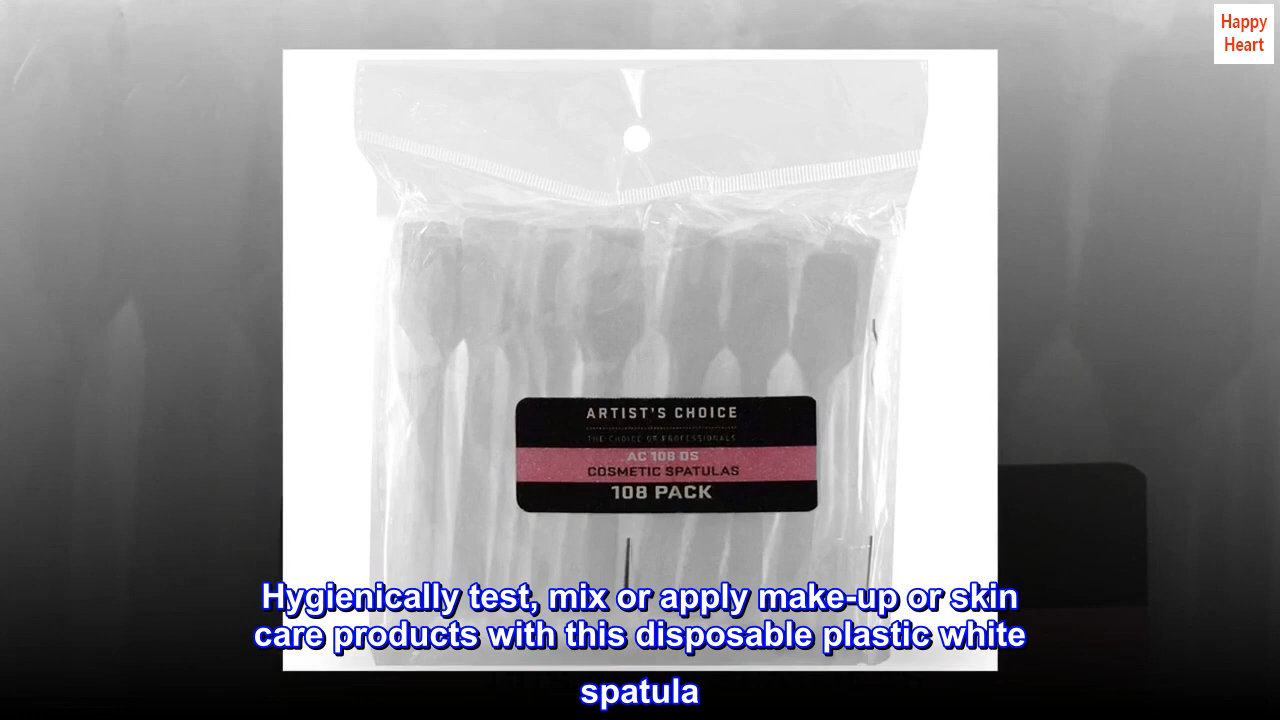 Happy
Heart
ARTIST'S CHOICE
THE CHOICE OF PROFESSIONALS
AC 108 DS
COSMETIC SPATULAS
108 PACK
Hygienically test, mix or apply make-up or skin
care products with this disposable plastic white
spatula